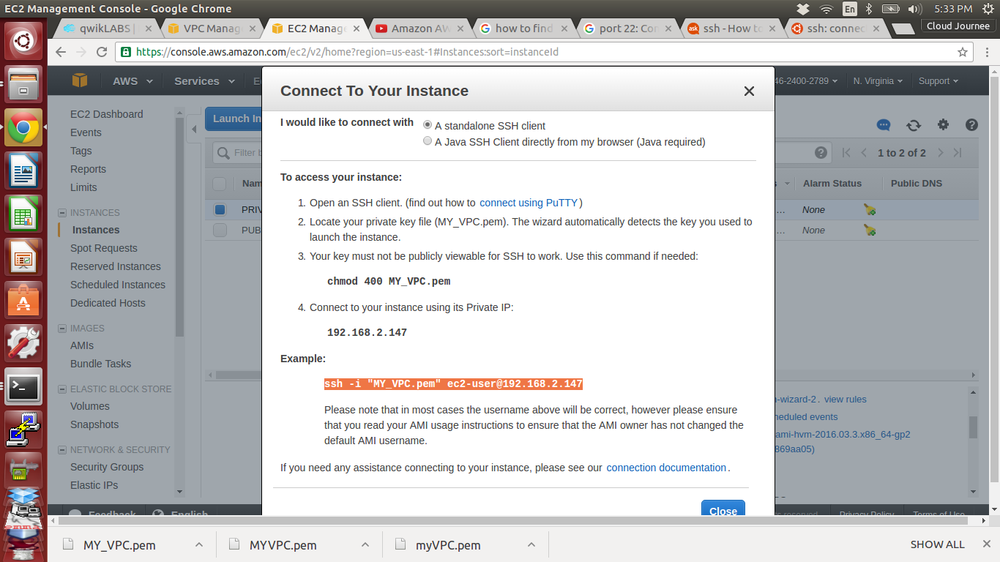 EC2 Management Console - Google Chrome
En
5:33 PM
qwikLABS |
VPC Manag
EC2 Manag
Amazon AW
how to find
port 22: Con
ssh - How to
ssh: connec
Cloud Journee
https://console.aws.amazon.com/ec2/v2/home?region=us-east-1#Instances:sort=instanceId
AWS
Services
46-2400-2789
N. Virginia
Support
EC2 Dashboard
Events
Tags
Reports
Limits
INSTANCES
Instances
Spot Requests
Reserved Instances
Scheduled Instances
Dedicated Hosts
IMAGES
AMIs
Bundle Tasks
ELASTIC BLOCK STORE
Volumes
Snapshots
NETWORK & SECURITY
Security Groups
Elastic IPs
Launch In
Filter b
1 to 2 of 2
Nam
Alarm Status
Public DNS
PRIV
None
PUB
None
Connect To Your Instance
I would like to connect with
A standalone SSH client
A Java SSH Client directly from my browser (Java required)
To access your instance:
1. Open an SSH client. (find out how to connect using PuTTY)
2. Locate your private key file (MY_VPC.pem). The wizard automatically detects the key you used to
launch the instance.
3. Your key must not be publicly viewable for SSH to work. Use this command if needed:
chmod 400 MY_VPC.pem
4. Connect to your instance using its Private IP:
192.168.2.147
Example:
ssh -i "MY_VPC.pem" ec2-user@192.168.2.147
Please note that in most cases the username above will be correct, however please ensure
that you read your AMI usage instructions to ensure that the AMI owner has not changed the
default AMI username.
If you need any assistance connecting to your instance, please see our connection documentation.
Close
-wizard-2. view rules
heduled events
ami-hvm-2016.03.3.x86_64-gp2
869aa05)
Feedback
English
reserved.
Privacy Policy
Terms of Use
MY_VPC.pem
MYVPC.pem
myVPC.pem
SHOW ALL